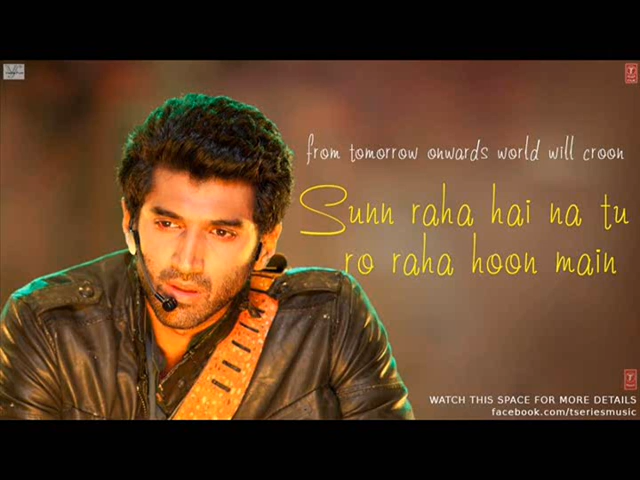 from tomorrow onwards world will croon
Sunn raha hai na tu
ro raha hoon main
WATCH THIS SPACE FOR MORE DETAILS
facebook.com/tseriesmusic